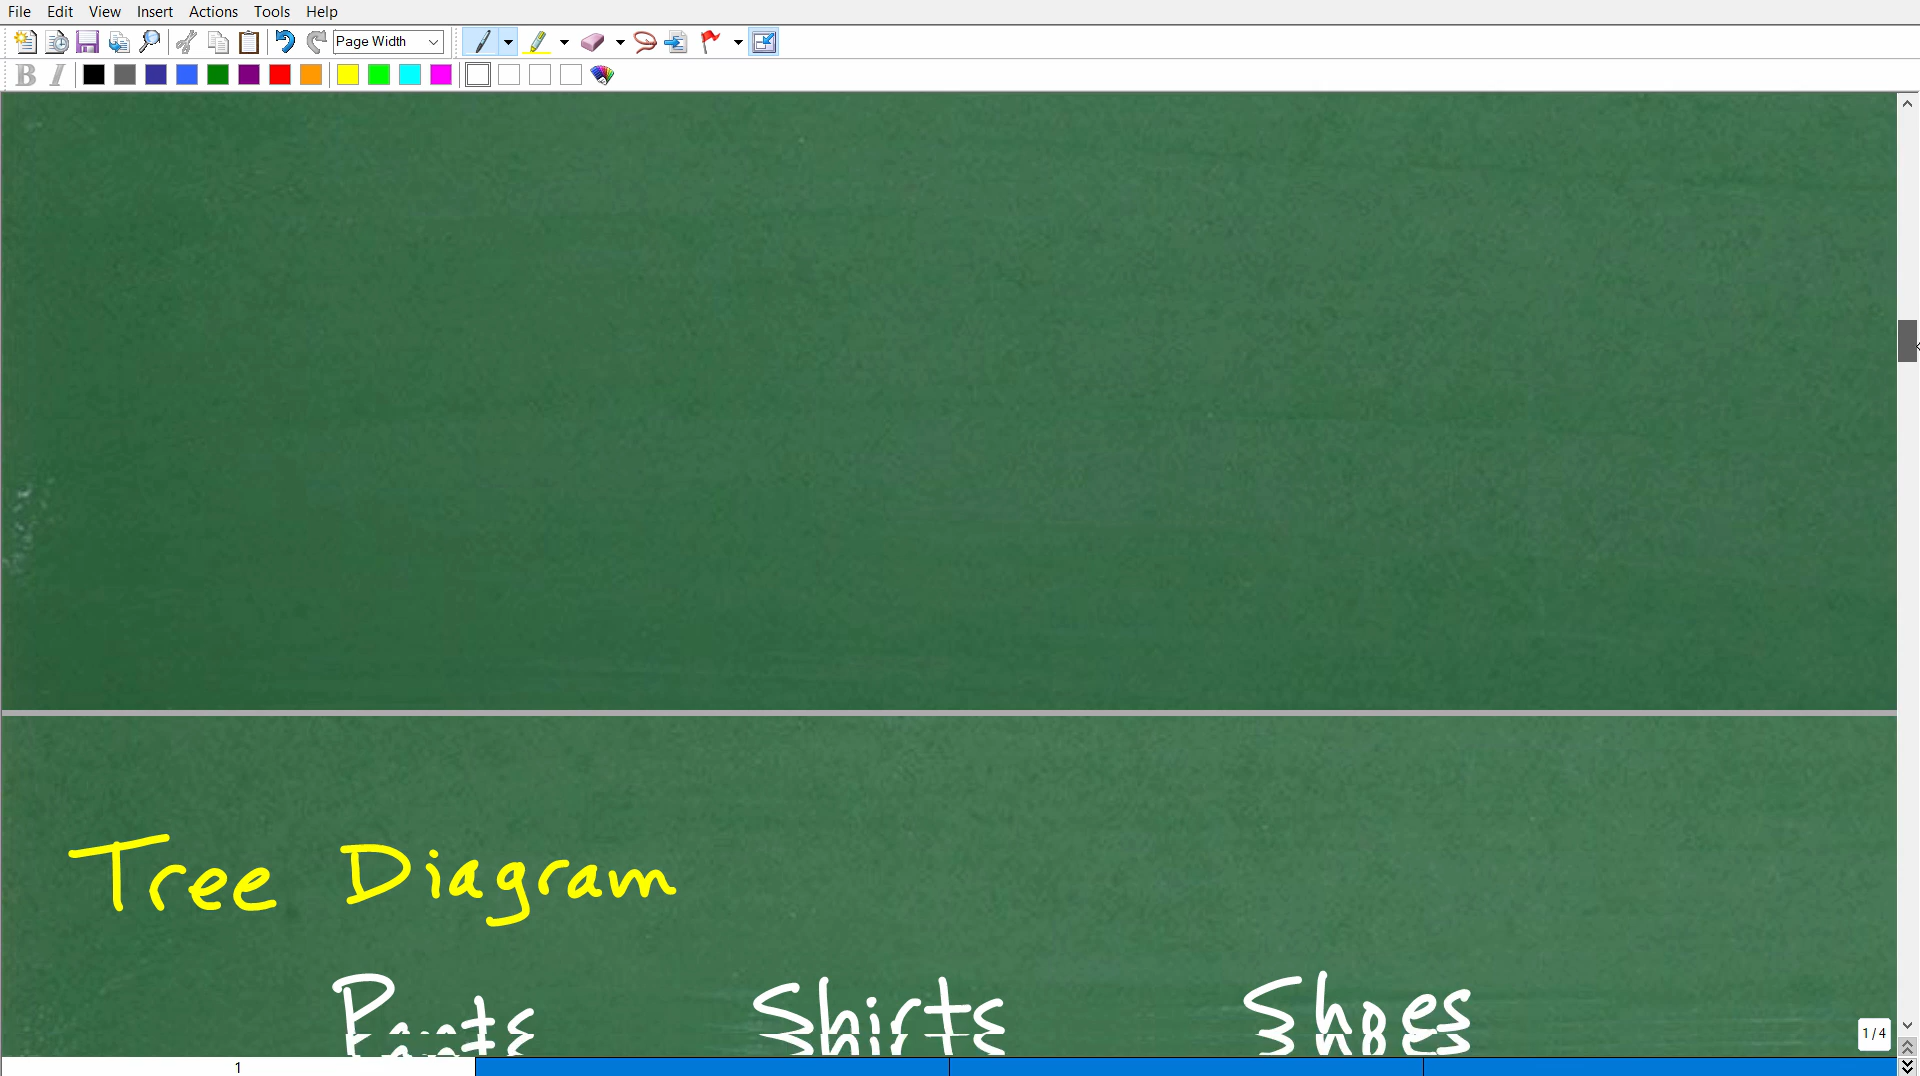 File Edit View Insert Actions Tools Help
Page Width
B I
Tree Diagram
Pants Shirts Shoes
1 / 4
1